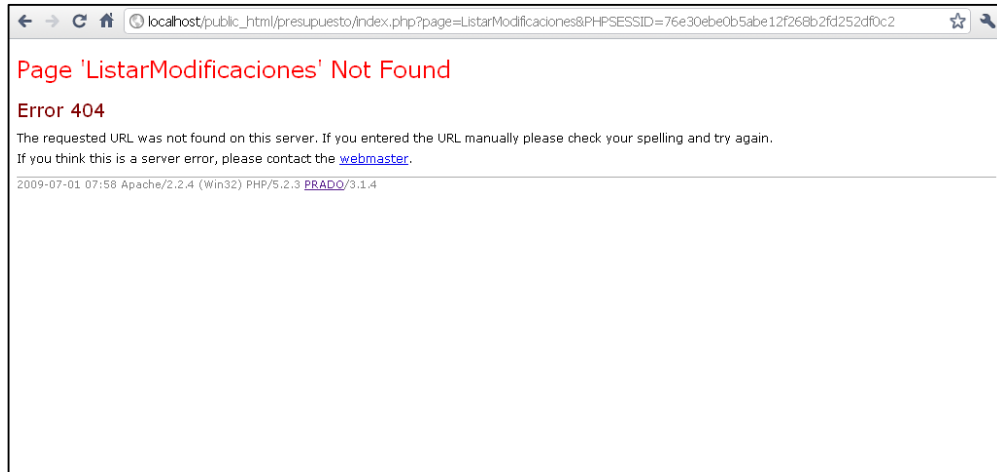 localhost/public_html/presupuesto/index.php?page=ListarModificaciones&PHPSESSID=76e30ebe0b5abe12f268b2fd252df0c2
Page 'ListarModificaciones' Not Found
Error 404
The requested URL was not found on this server. If you entered the URL manually please check your spelling and try again.
If you think this is a server error, please contact the webmaster.
2009-07-01 07:58 Apache/2.2.4 (Win32) PHP/5.2.3 PRADO/3.1.4